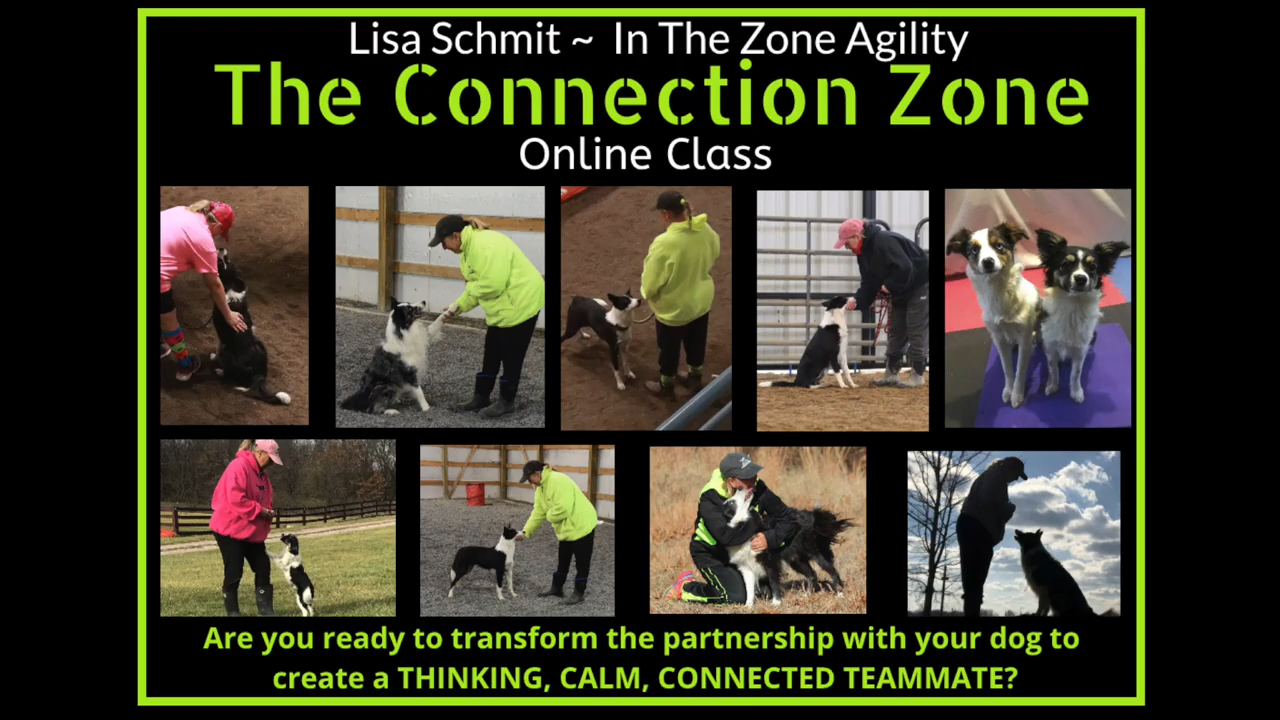 Lisa Schmit ~ In The Zone Agility
The Connection Zone
Online Class
Are you ready to transform the partnership with your dog to
create a THINKING, CALM, CONNECTED TEAMMATE?